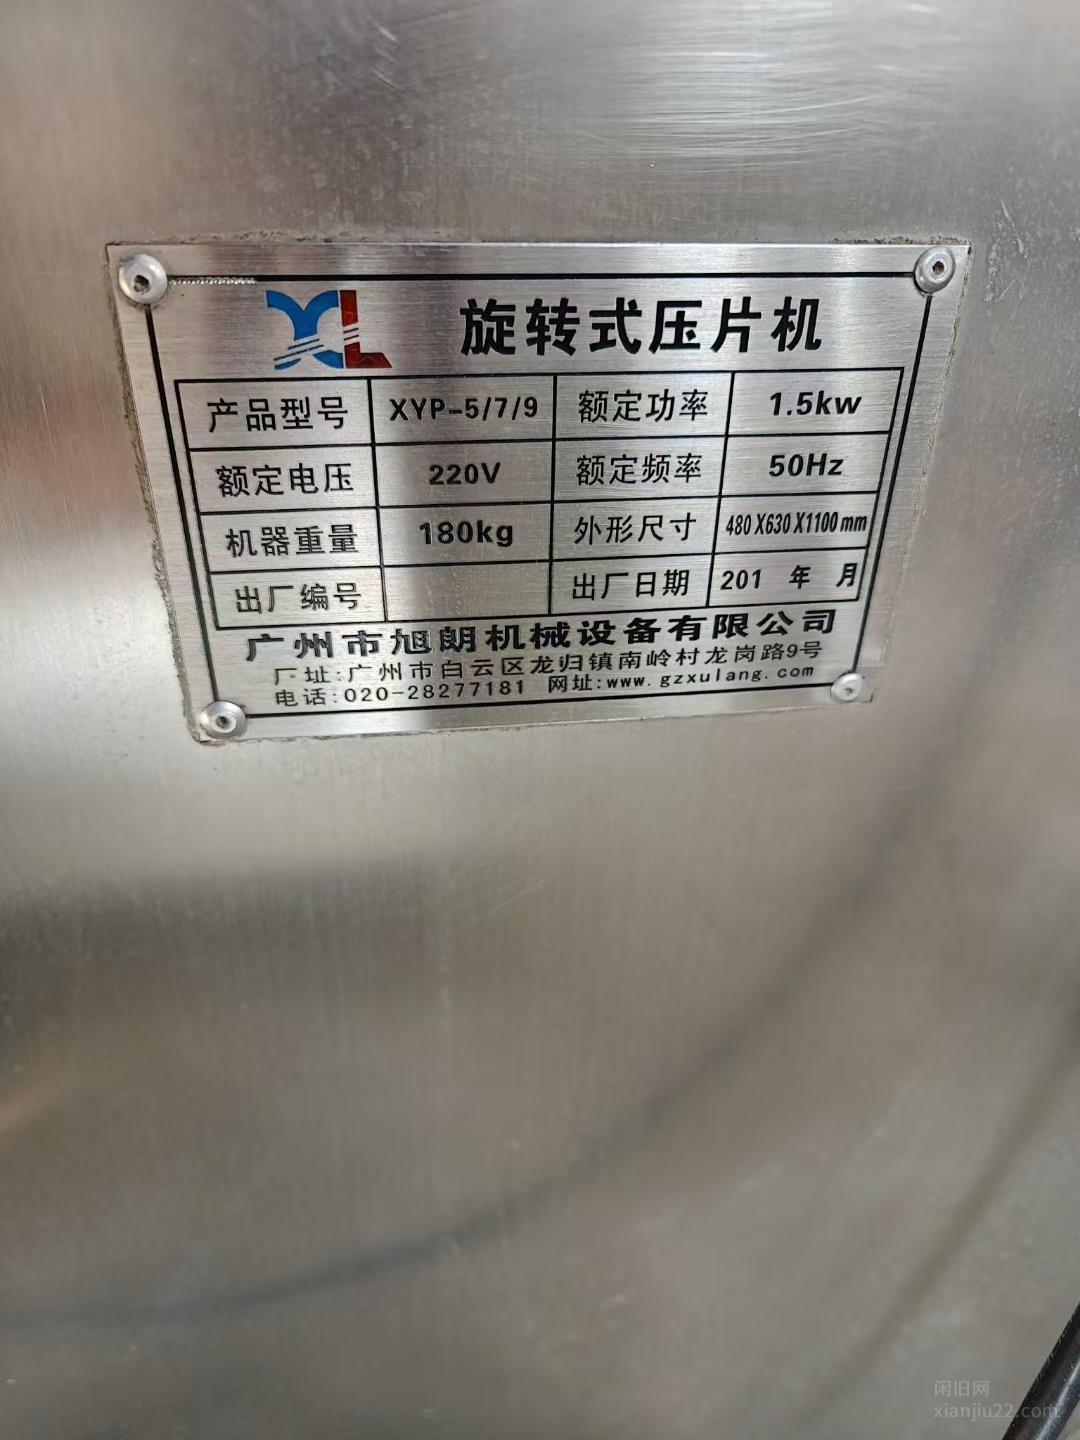 XL 旋转式压片机
产品型号 XYP-5/7/9 额定功率 1.5kw
额定电压 220V 额定频率 50Hz
机器重量 180kg 外形尺寸 480X630X1100mm
出厂编号 出厂日期 201 年 月
广州市旭朗机械设备有限公司
厂址:广州市白云区龙归镇南岭村龙岗路9号
电话:020-28277181 网址:www.gzxulang.com
闲旧网
xianjiu22.com